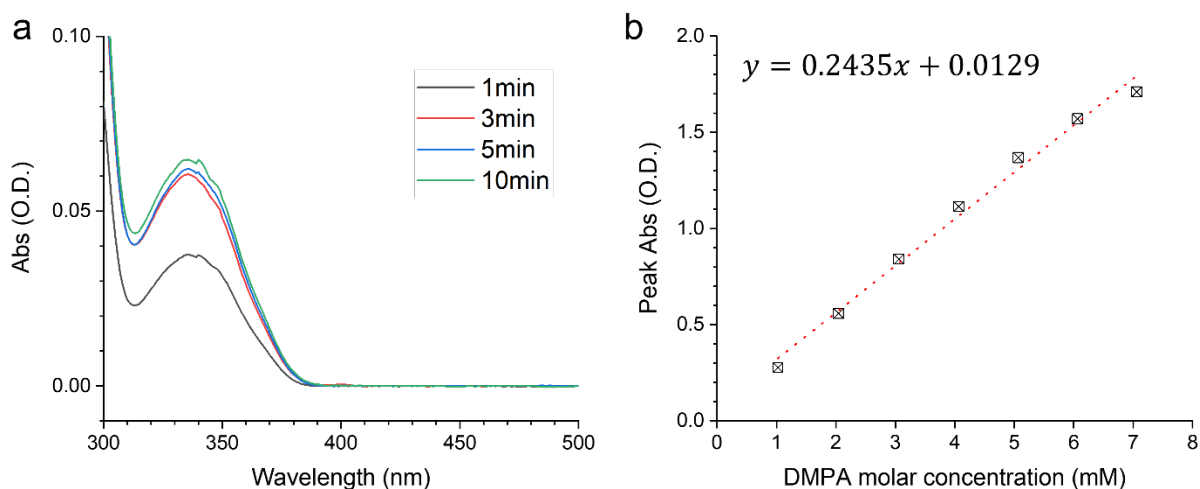 a
0.10
0.05
0.00
Abs (O.D.)
1min
3min
5min
10min
300
350
400
450
500
Wavelength (nm)
b
y = 0.2435x + 0.0129
2.0
1.5
1.0
0.5
0.0
Peak Abs (O.D.)
0
1
2
3
4
5
6
7
8
DMPA molar concentration (mM)